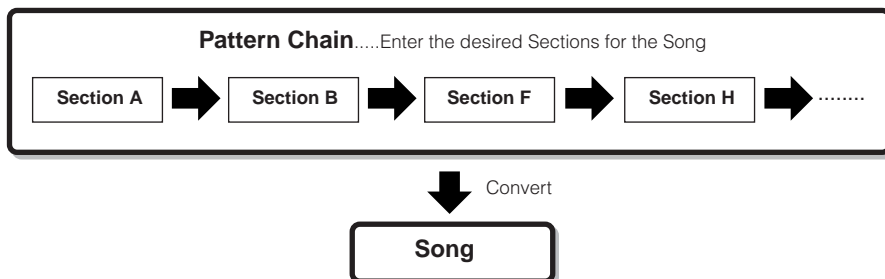 Pattern Chain.....Enter the desired Sections for the Song
Section A Section B Section F Section H ........
Convert
Song